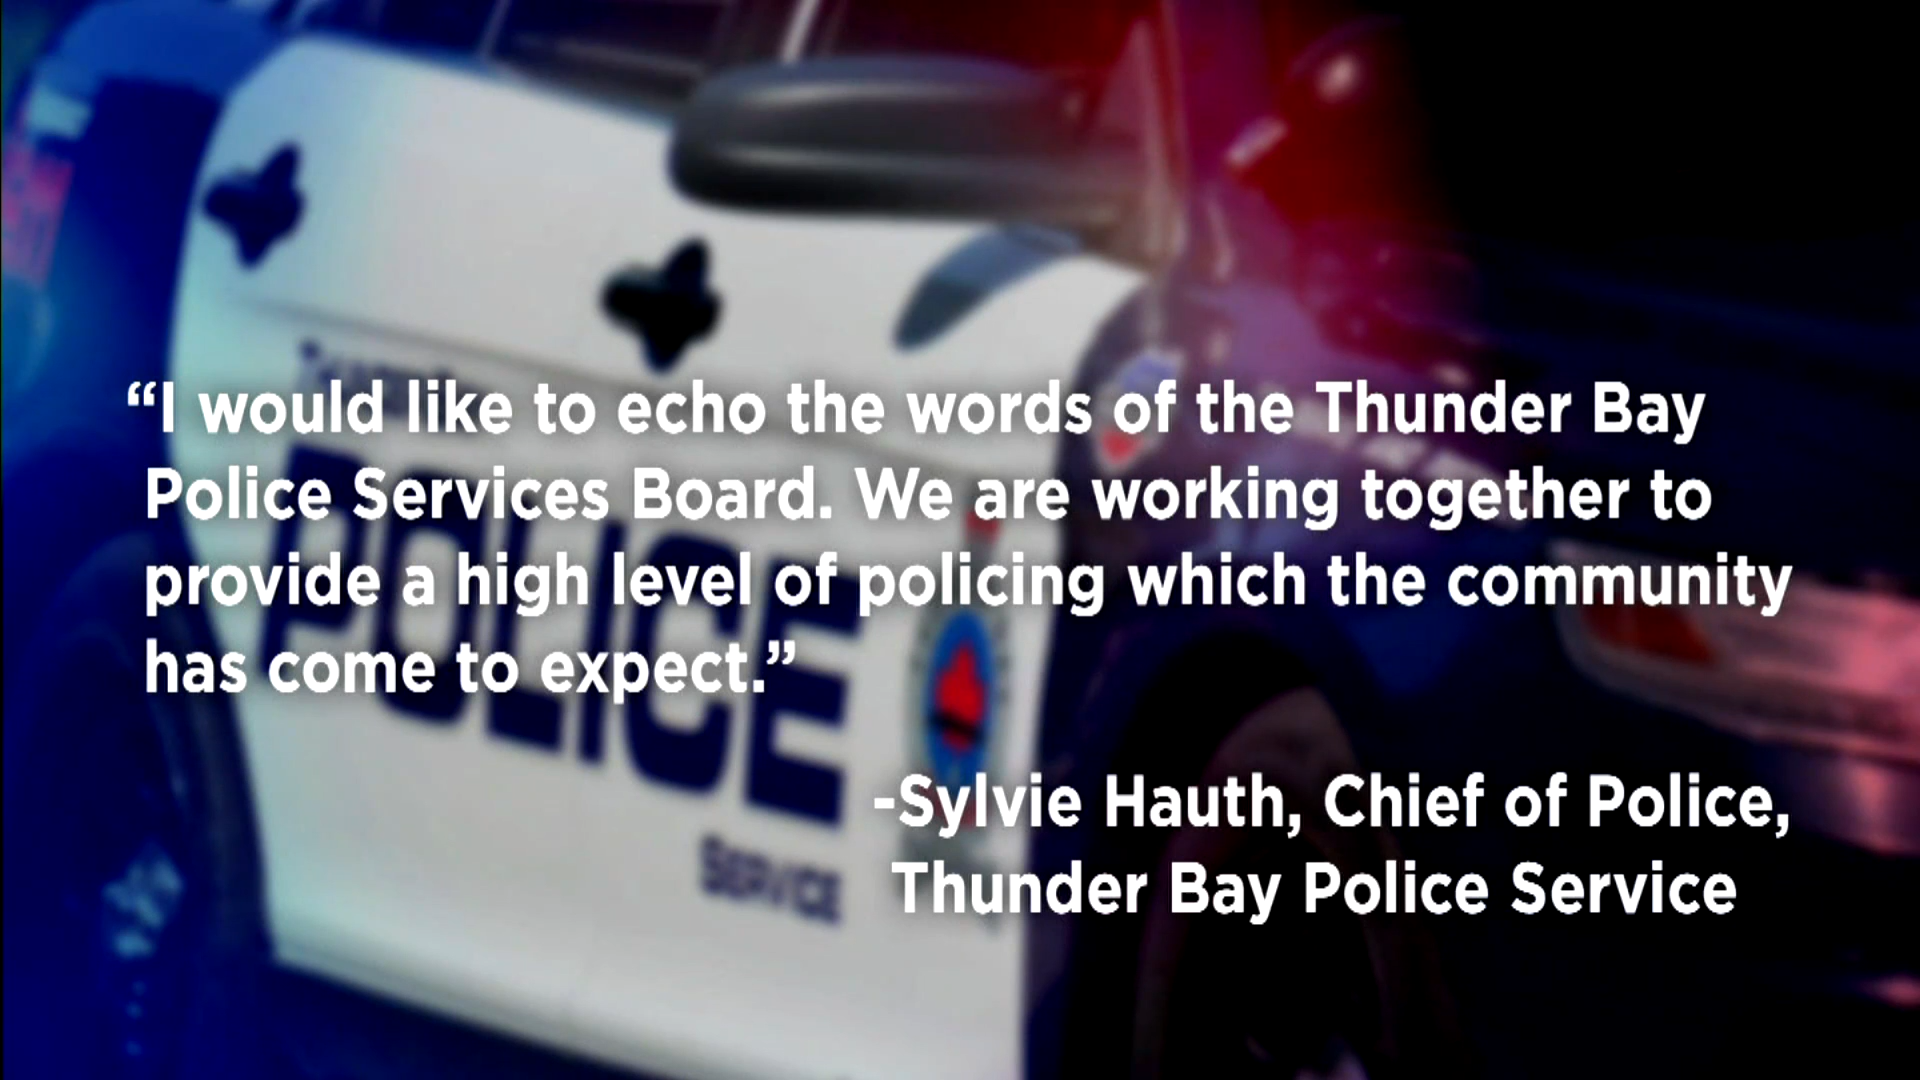 “I would like to echo the words of the Thunder Bay
Police Services Board. We are working together to
provide a high level of policing which the community
has come to expect.”
-Sylvie Hauth, Chief of Police,
Thunder Bay Police Service
POLICE
SERVICE